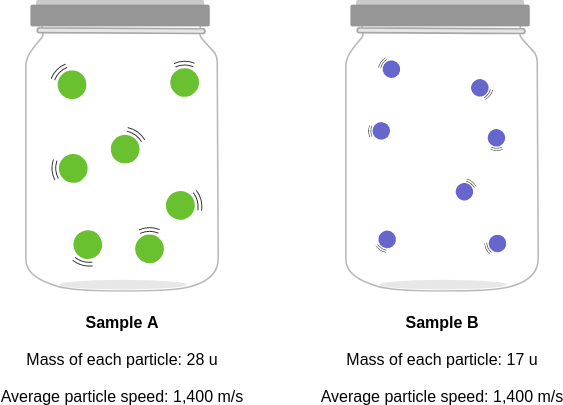 Sample A
Mass of each particle: 28 u
Average particle speed: 1,400 m/s
Sample B
Mass of each particle: 17 u
Average particle speed: 1,400 m/s